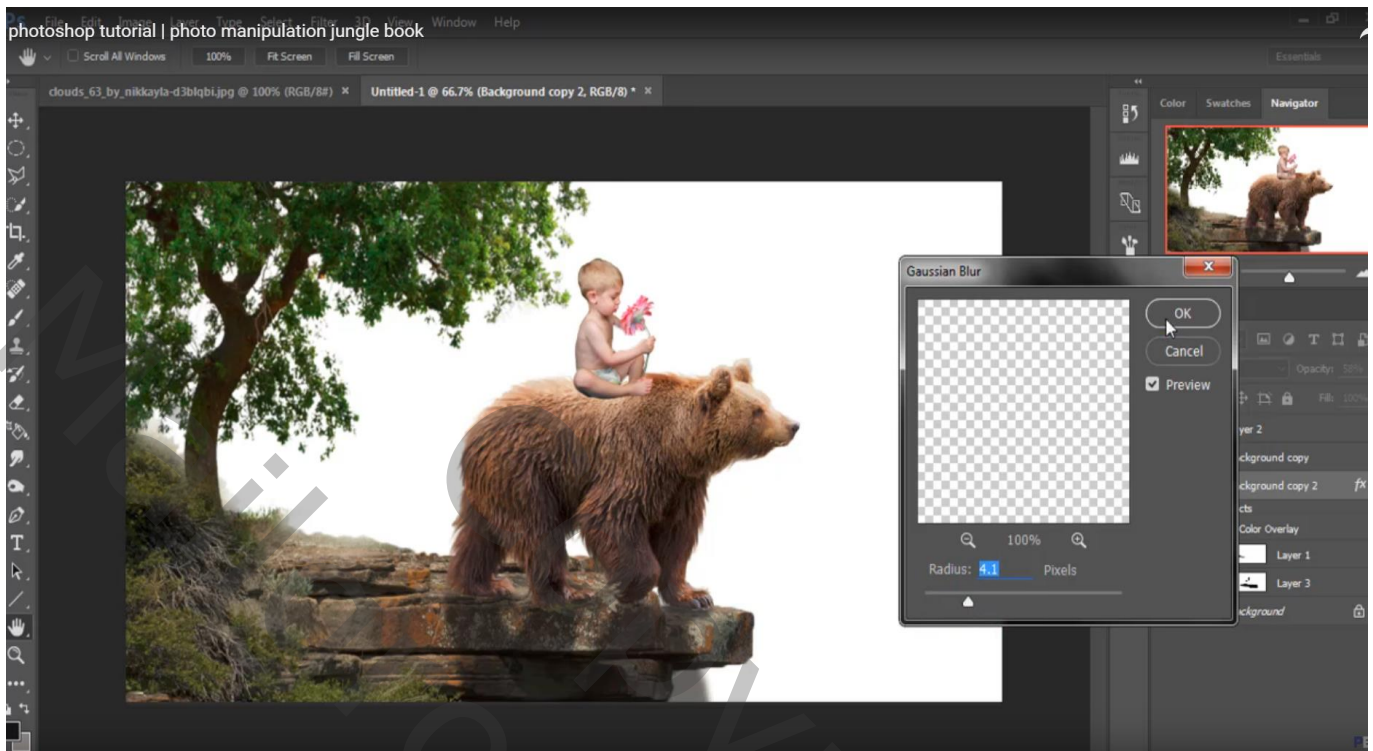 File Edit Image Layer Type Select Filter 3D View Window Help
photoshop tutorial | photo manipulation jungle book
Scroll All Windows 100% Fit Screen Fill Screen Essentials
clouds_63_by_nikkayla-d3blqbi.jpg @ 100% (RGB/8#) × Untitled-1 @ 66.7% (Background copy 2, RGB/8) * ×
Color Swatches Navigator
Gaussian Blur
OK
Cancel
Preview
100%
Radius: 4.1 Pixels
Opacity: 58%
Fill: 100%
yer 2
ckground copy
ckground copy 2 fx
cts
Color Overlay
Layer 1
Layer 3
ckground